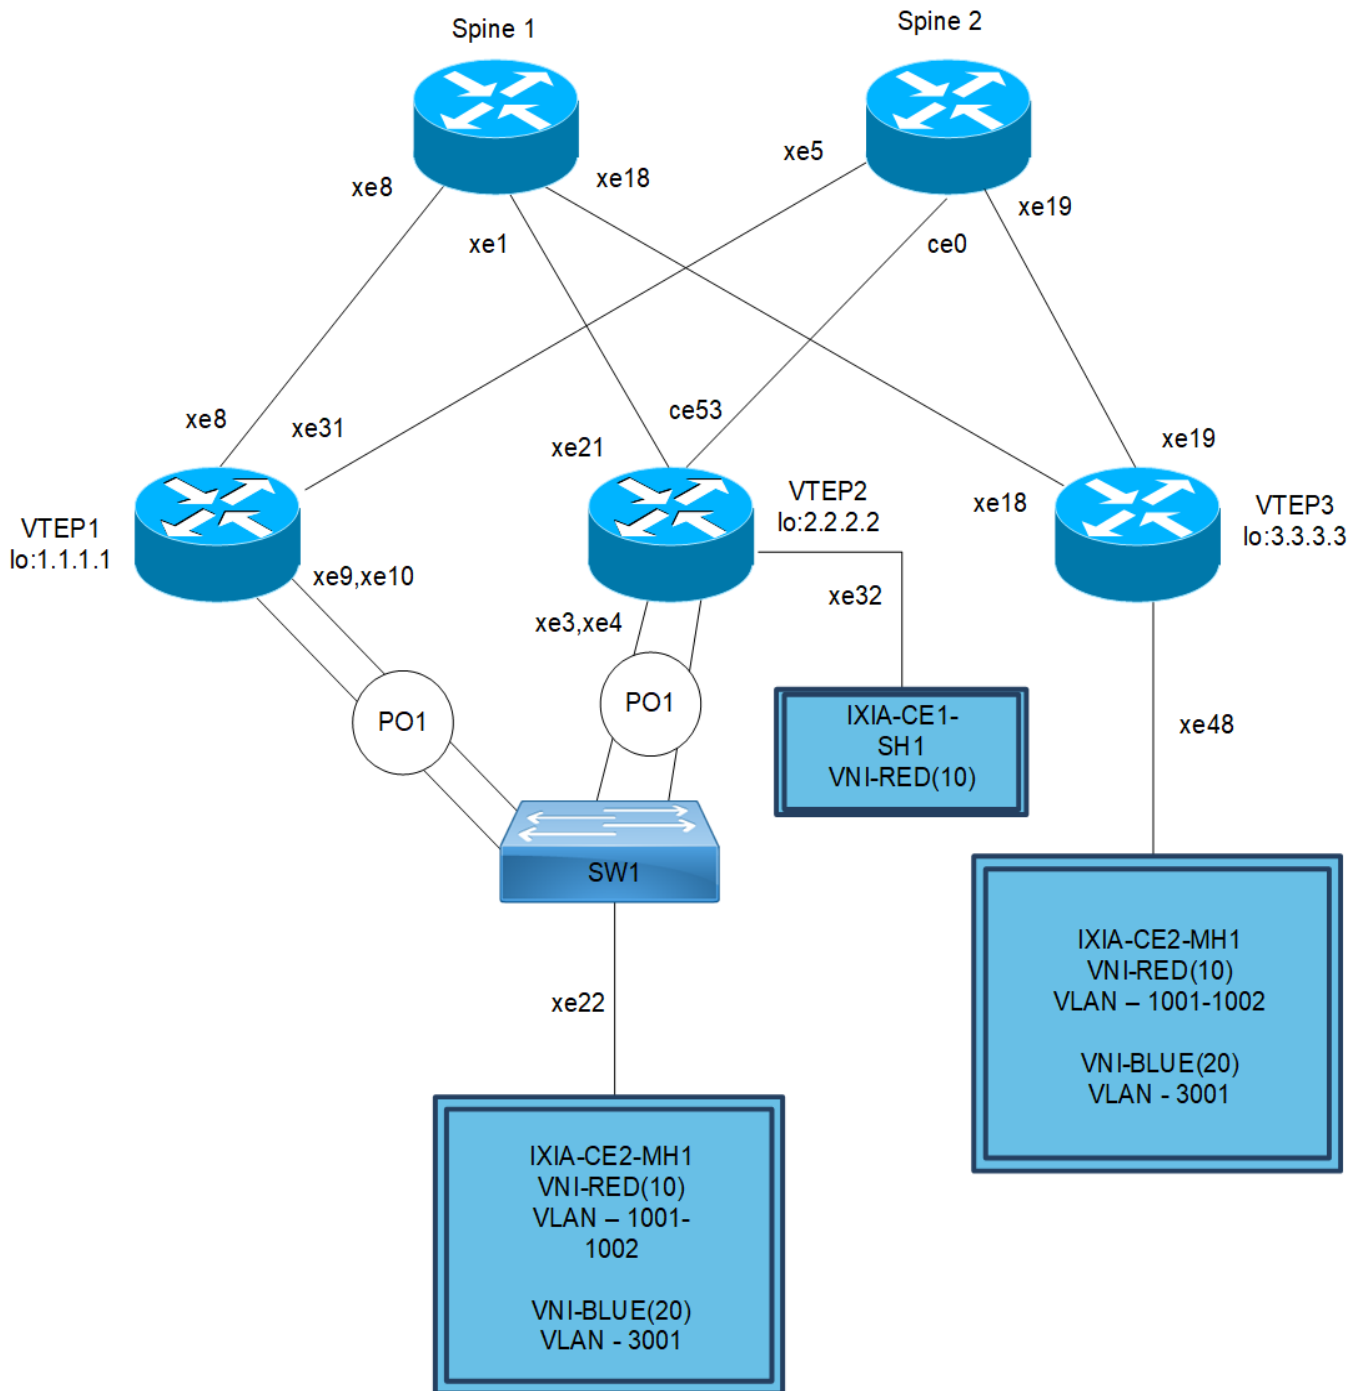 Spine 1
Spine 2
xe5
xe8
xe18
xe19
xe1
ce0
xe8
xe31
ce53
xe21
xe19
VTEP2
lo:2.2.2.2
xe18
VTEP3
lo:3.3.3.3
VTEP1
lo:1.1.1.1
xe9,xe10
xe32
xe3,xe4
PO1
PO1
IXIA-CE1-
SH1
VNI-RED(10)
xe48
SW1
IXIA-CE2-MH1
VNI-RED(10)
VLAN – 1001-1002
VNI-BLUE(20)
VLAN - 3001
xe22
IXIA-CE2-MH1
VNI-RED(10)
VLAN – 1001-
1002
VNI-BLUE(20)
VLAN - 3001